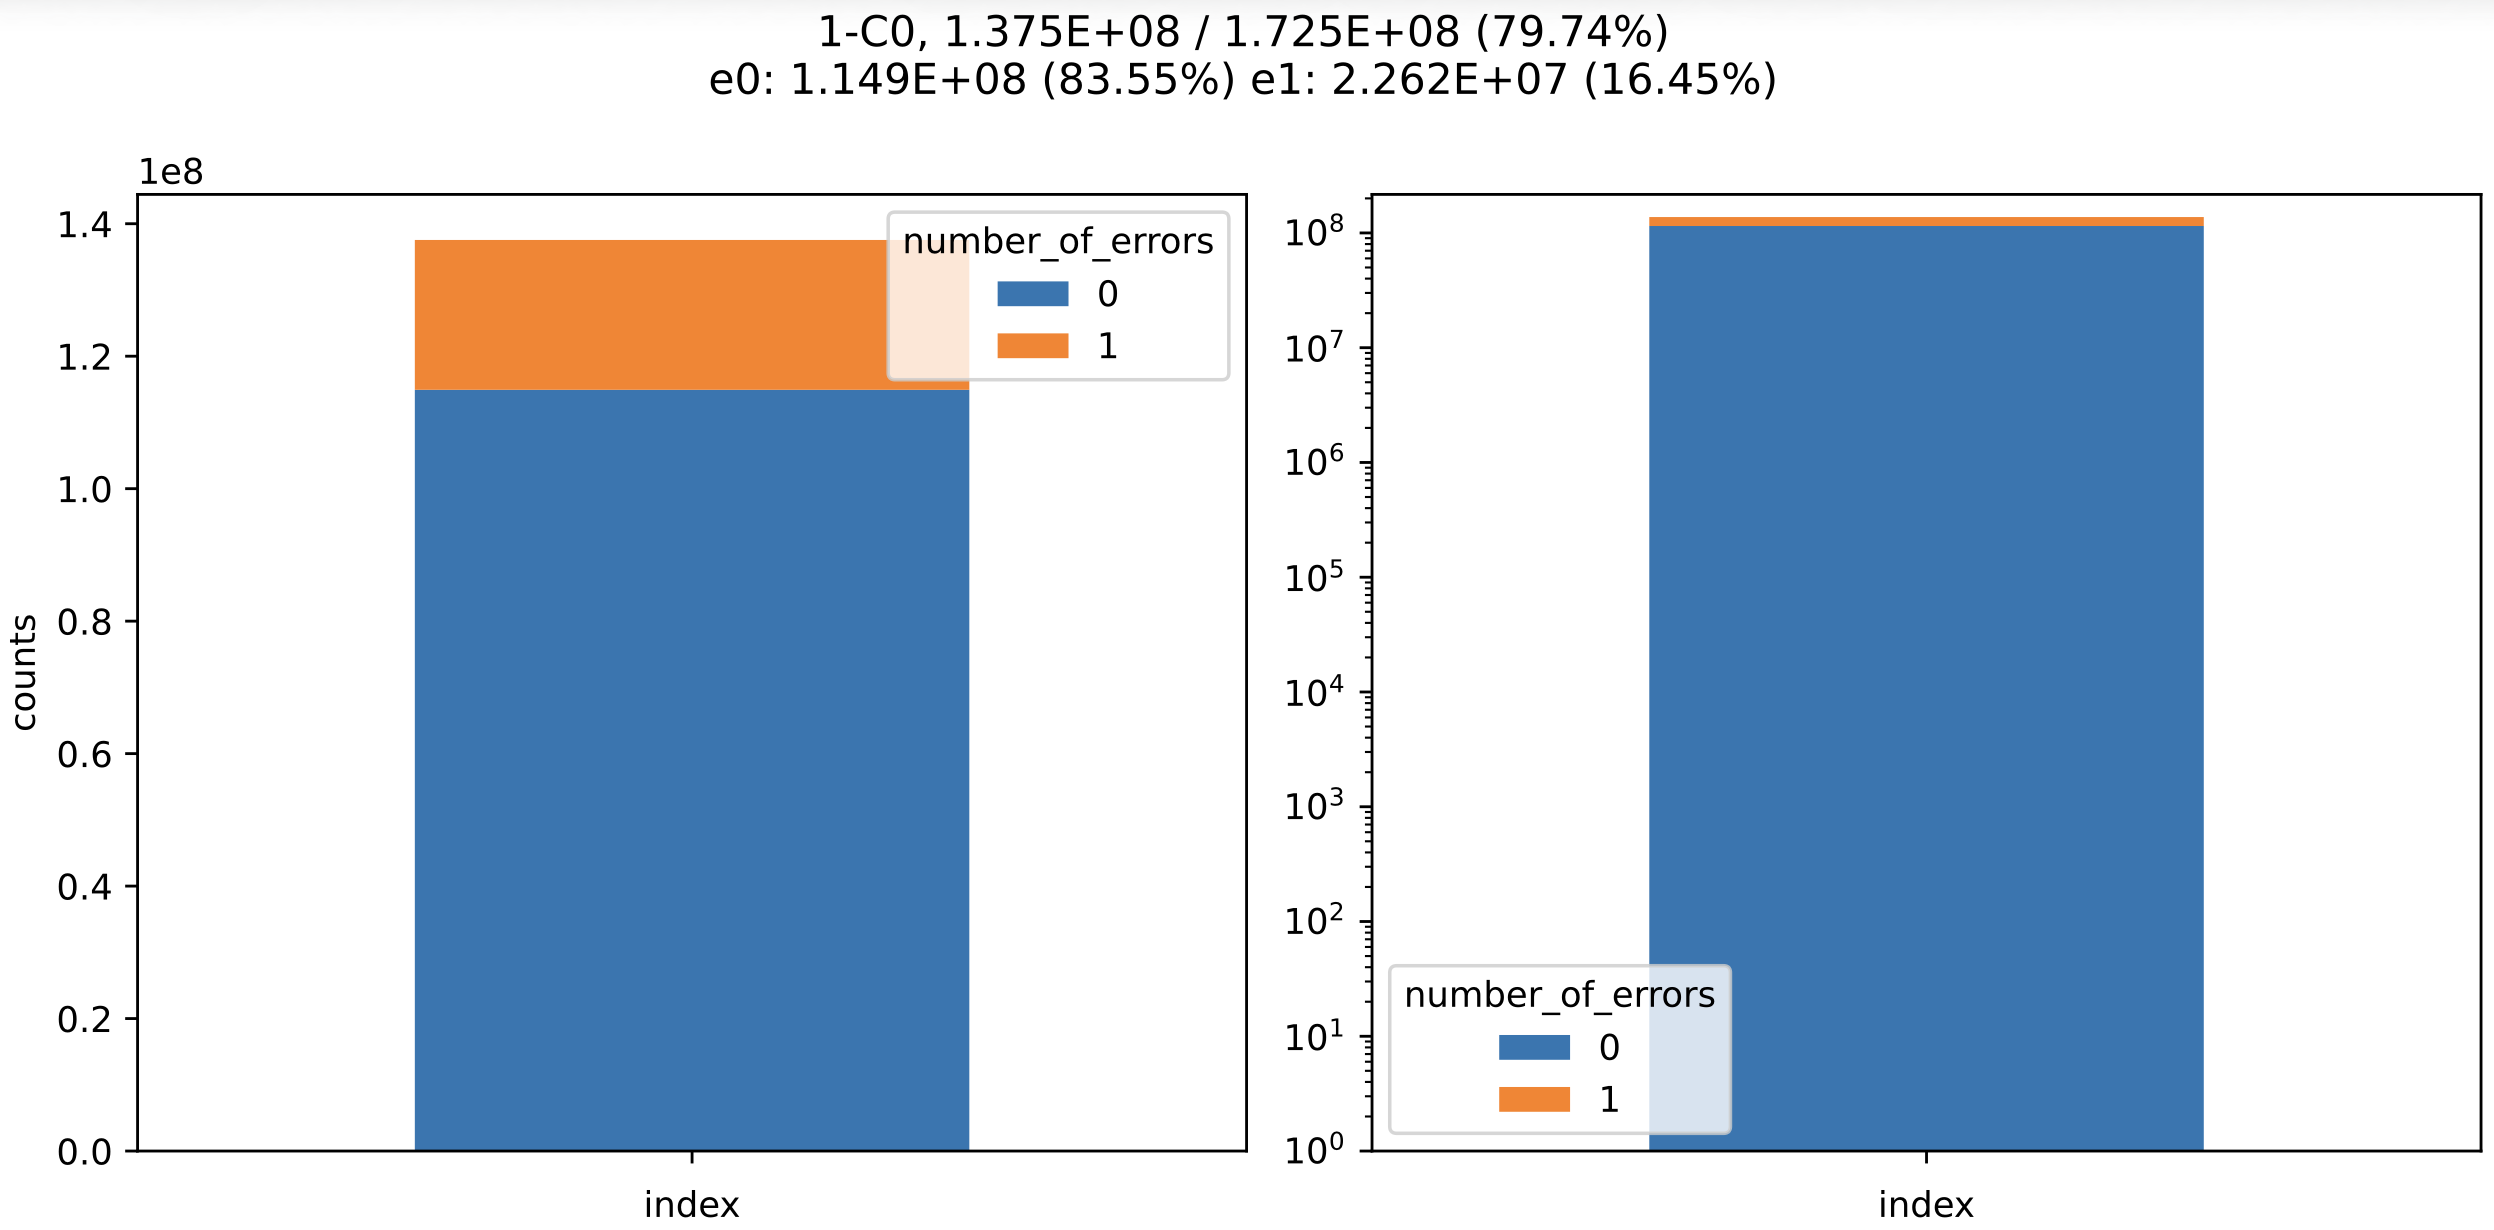 1-C0, 1.375E+08 / 1.725E+08 (79.74%)
e0: 1.149E+08 (83.55%) e1: 2.262E+07 (16.45%)
1e8
1.4
1.2
1.0
0.8
0.6
0.4
0.2
0.0
counts
index
number_of_errors
0
1
10⁸
10⁷
10⁶
10⁵
10⁴
10³
10²
10¹
10⁰
index
number_of_errors
0
1